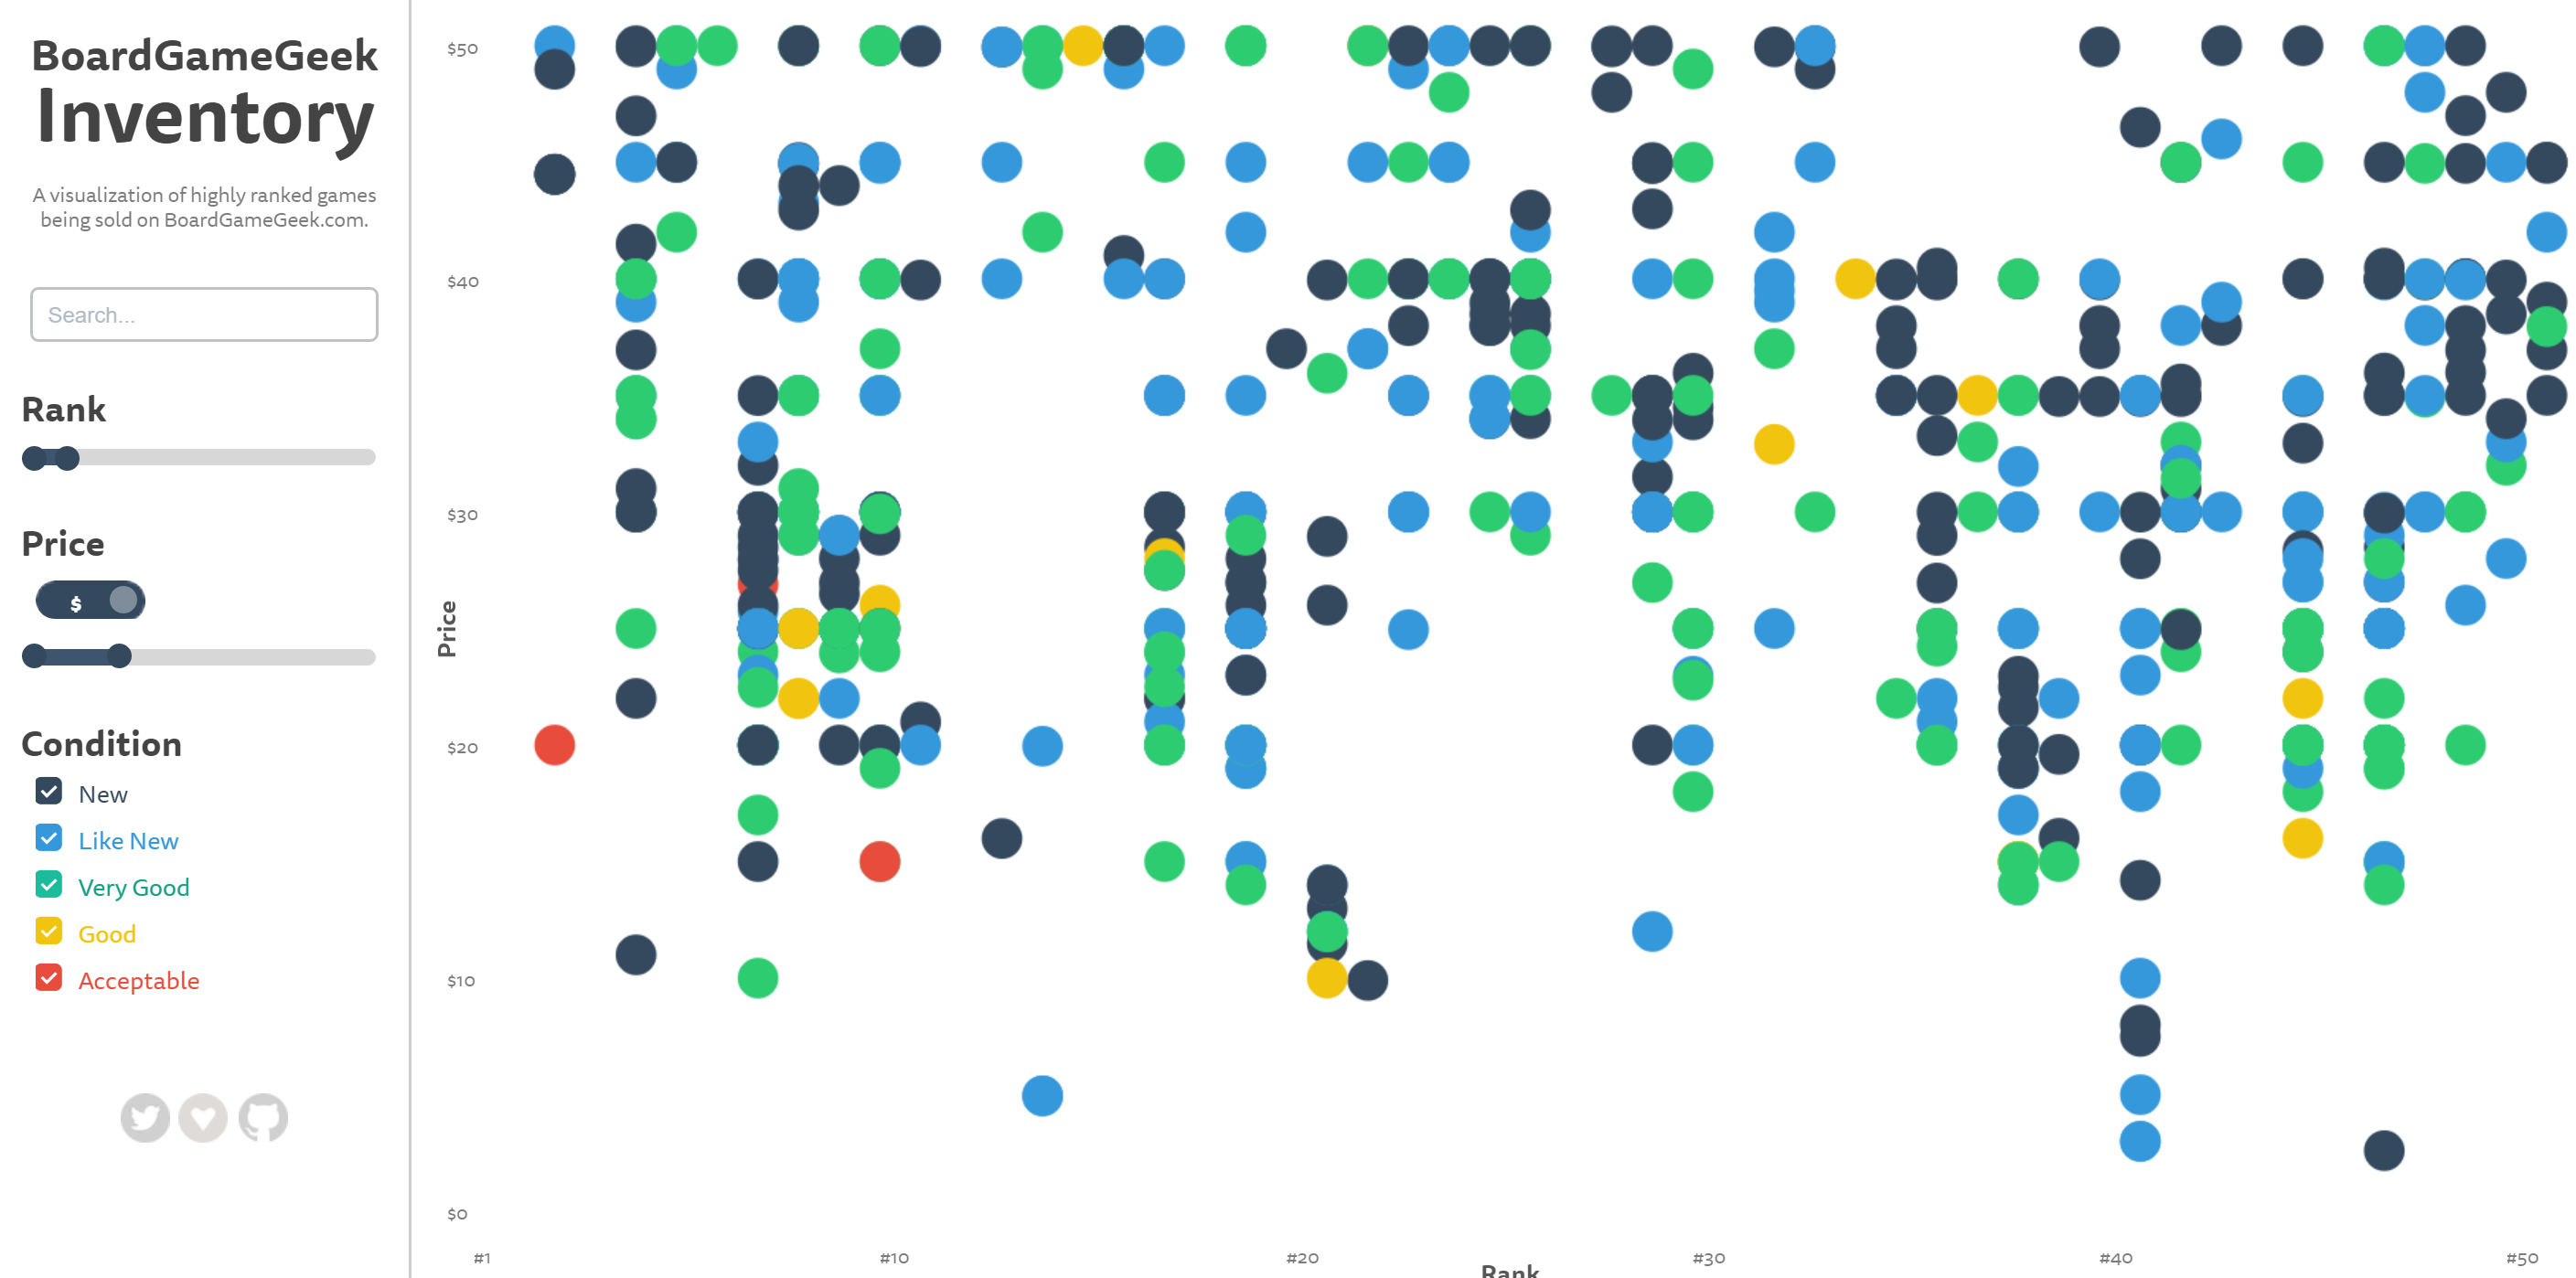 BoardGameGeek
Inventory
A visualization of highly ranked games
being sold on BoardGameGeek.com.
Search...
Rank
Price
$
Condition
New
Like New
Very Good
Good
Acceptable
$50
$40
$30
$20
$10
$0
Price
#1
#10
#20
#30
#40
#50
Rank